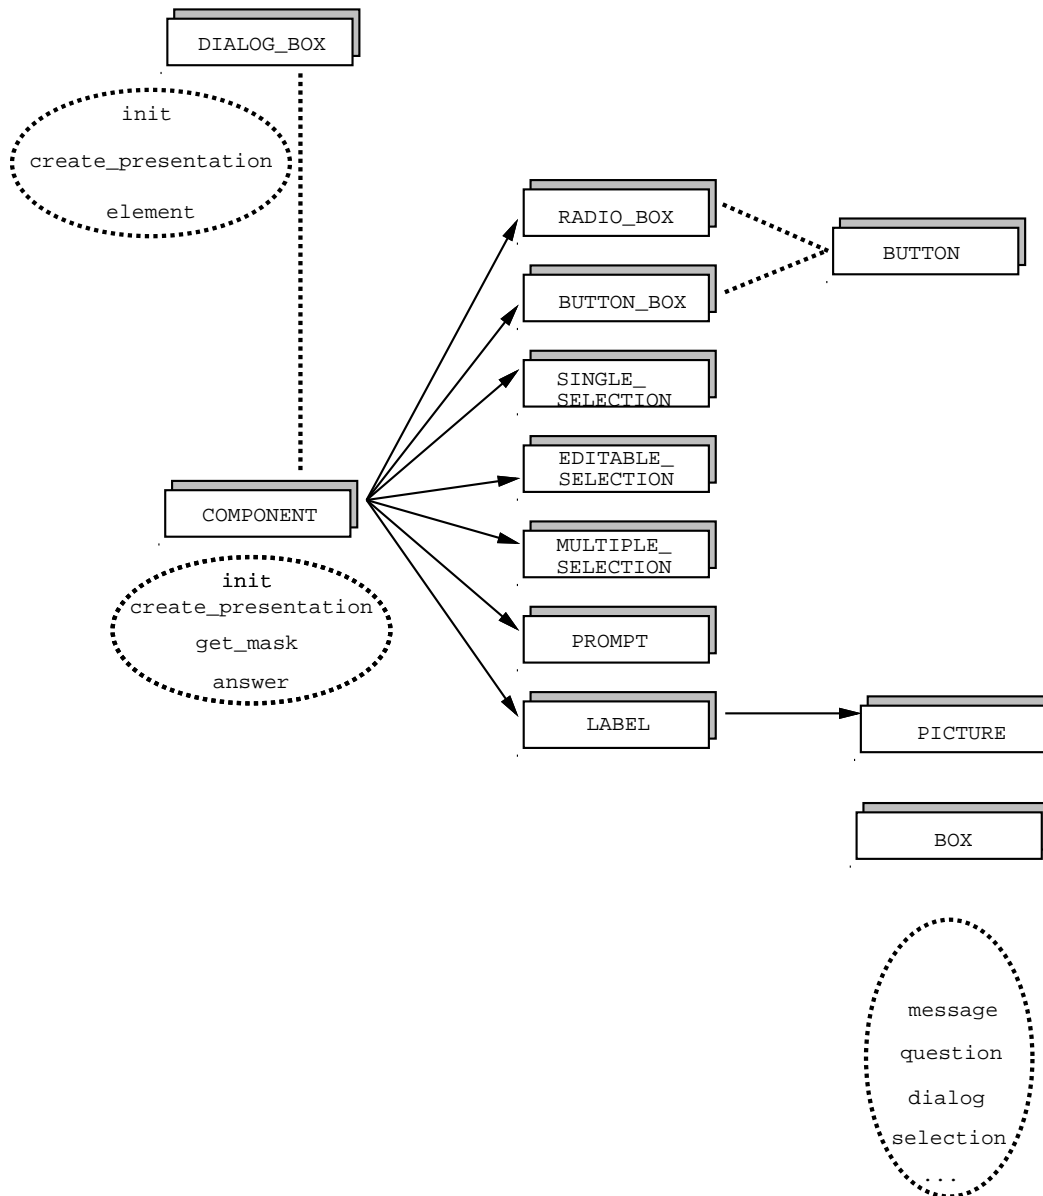 DIALOG_BOX
init
create_presentation
element
RADIO_BOX
BUTTON
BUTTON_BOX
SINGLE_
SELECTION
EDITABLE_
SELECTION
COMPONENT
MULTIPLE_
SELECTION
init
create_presentation
get_mask
answer
PROMPT
LABEL
PICTURE
BOX
message
question
dialog
selection
...